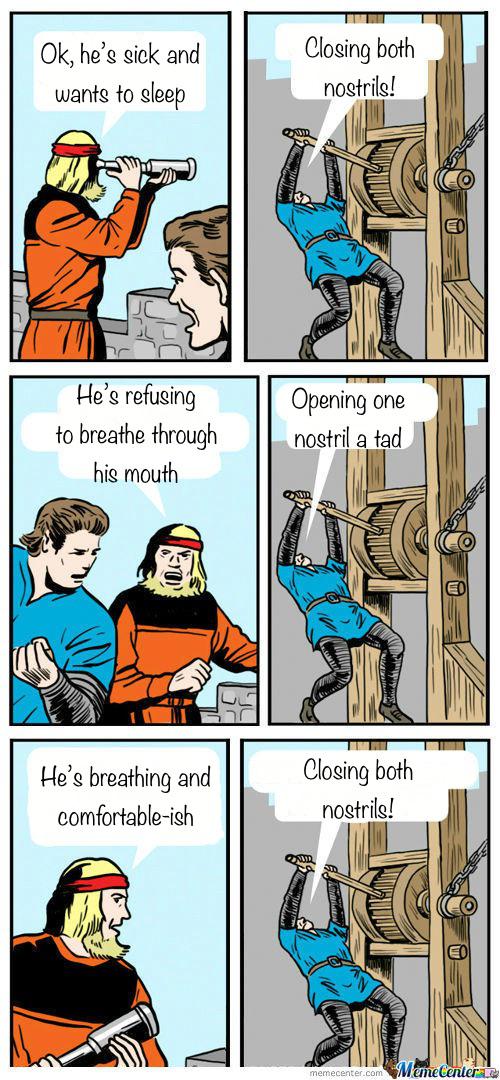 Ok, he's sick and
wants to sleep
Closing both
nostrils!
He's refusing
to breathe through
his mouth
Opening one
nostril a tad
He's breathing and
comfortable-ish
Closing both
nostrils!
memecenter.com MemeCenter